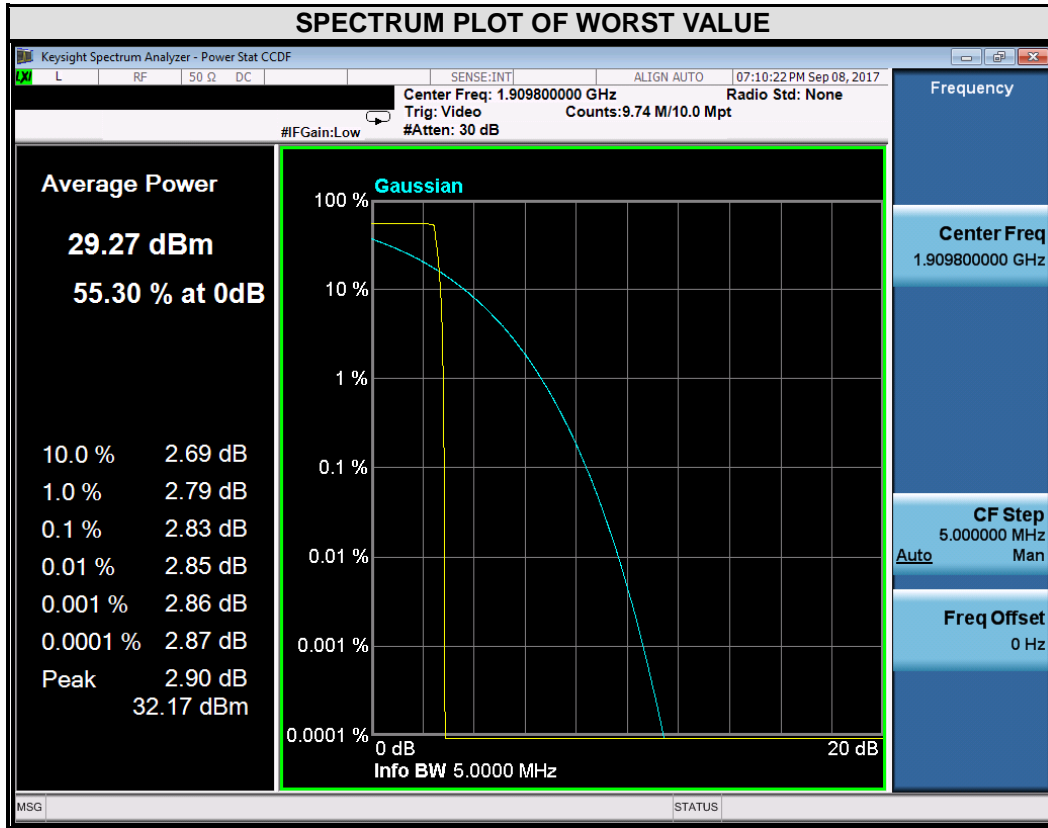 SPECTRUM PLOT OF WORST VALUE
Keysight Spectrum Analyzer - Power Stat CCDF
LXI L RF 50 Ω DC SENSE:INT ALIGN AUTO 07:10:22 PM Sep 08, 2017
Center Freq: 1.909800000 GHz Radio Std: None
Trig: Video Counts:9.74 M/10.0 Mpt
#IFGain:Low #Atten: 30 dB
Average Power
29.27 dBm
55.30 % at 0dB
10.0 % 2.69 dB
1.0 % 2.79 dB
0.1 % 2.83 dB
0.01 % 2.85 dB
0.001 % 2.86 dB
0.0001 % 2.87 dB
Peak 2.90 dB
32.17 dBm
Gaussian
100 %
10 %
1 %
0.1 %
0.01 %
0.001 %
0.0001 %
0 dB 20 dB
Info BW 5.0000 MHz
Frequency
Center Freq
1.909800000 GHz
CF Step
5.000000 MHz
Auto Man
Freq Offset
0 Hz
MSG STATUS